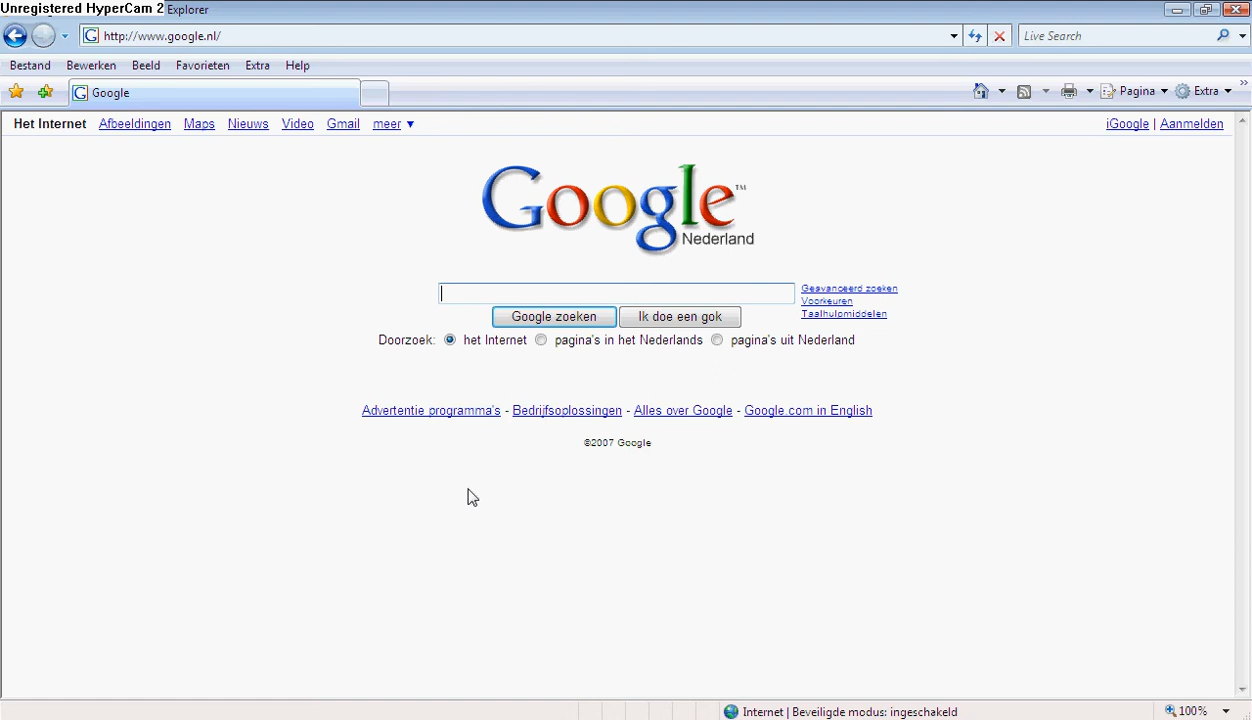 Unregistered HyperCam 2 Explorer
http://www.google.nl/ Live Search
Bestand Bewerken Beeld Favorieten Extra Help
Google Pagina Extra
Het Internet Afbeeldingen Maps Nieuws Video Gmail meer ▼ iGoogle | Aanmelden
Google™
Nederland
Geavanceerd zoeken
Voorkeuren
Taalhulpmiddelen
Google zoeken Ik doe een gok
Doorzoek: het Internet pagina's in het Nederlands pagina's uit Nederland
Advertentie programma's - Bedrijfsoplossingen - Alles over Google - Google.com in English
©2007 Google
Internet | Beveiligde modus: ingeschakeld 100%